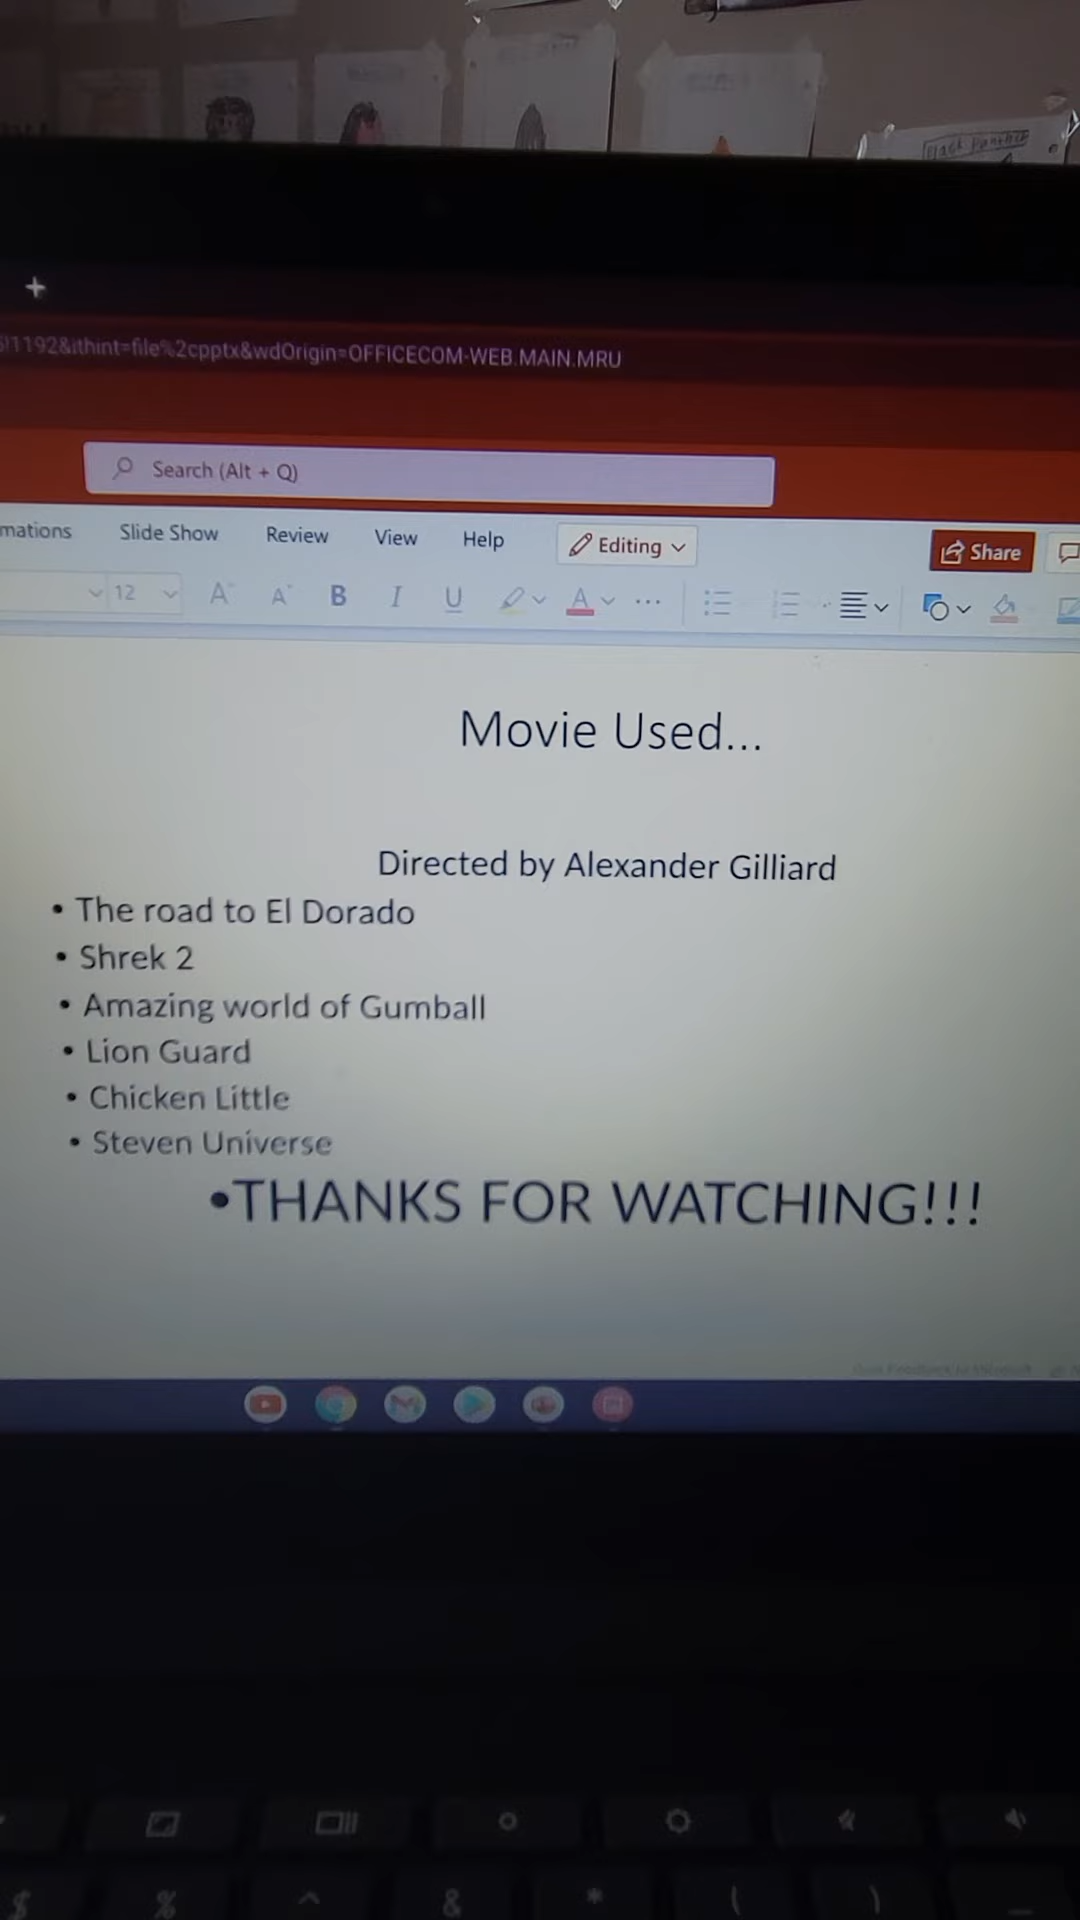 Black Panther
+
1192&ithint=file%2cpptx&wdOrigin=OFFICECOM-WEB.MAIN.MRU
Search (Alt + Q)
mations Slide Show Review View Help Editing Share
12 A A B I U A ...
Movie Used...
Directed by Alexander Gilliard
• The road to El Dorado
• Shrek 2
• Amazing world of Gumball
• Lion Guard
• Chicken Little
• Steven Universe
•THANKS FOR WATCHING!!!
$ % ^ & * ( ) _